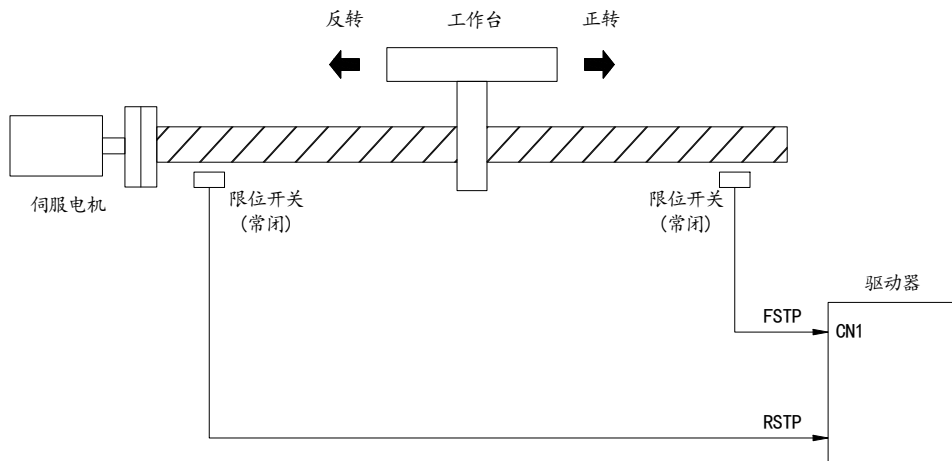 反转
工作台
正转
伺服电机
限位开关
(常闭)
限位开关
(常闭)
驱动器
FSTP
CN1
RSTP